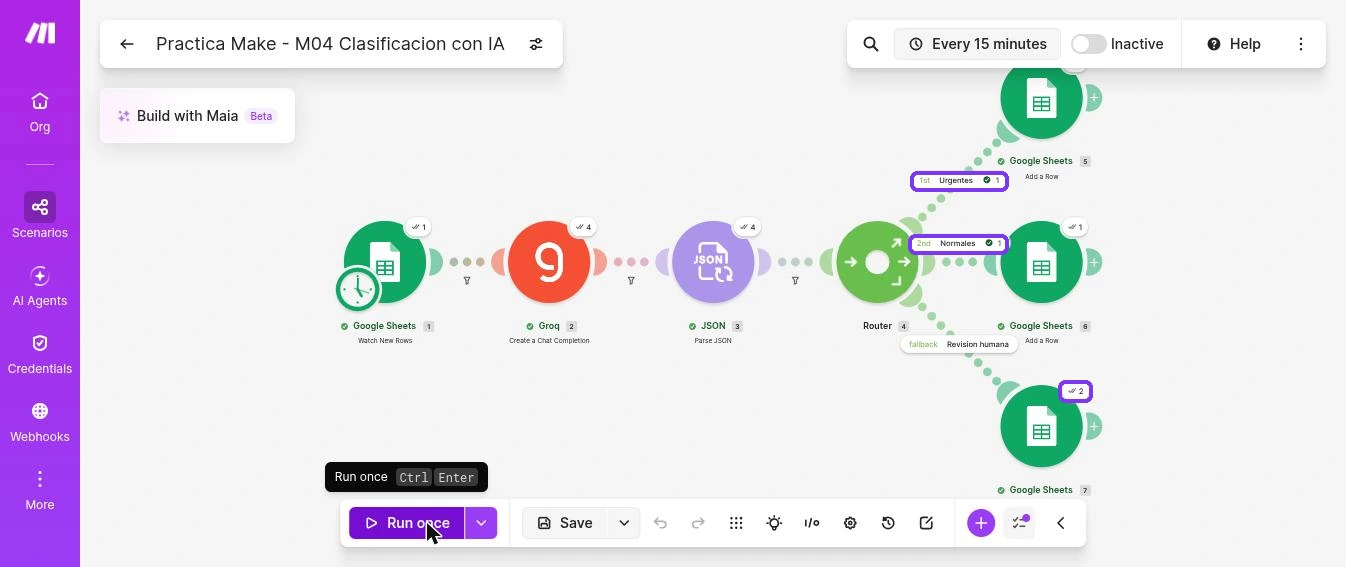 Practica Make - M04 Clasificacion con IA
Every 15 minutes
Inactive
Help
Org
Build with Maia
Beta
Scenarios
AI Agents
Credentials
Webhooks
More
Google Sheets 5
Add a Row
1st Urgentes 1
1
4
4
2nd Normales 1
1
g
JSON
Google Sheets 1
Watch New Rows
Groq 2
Create a Chat Completion
JSON 3
Parse JSON
Router 4
Google Sheets 6
Add a Row
fallback Revision humana
2
Google Sheets 7
Run once Ctrl Enter
Run once
Save